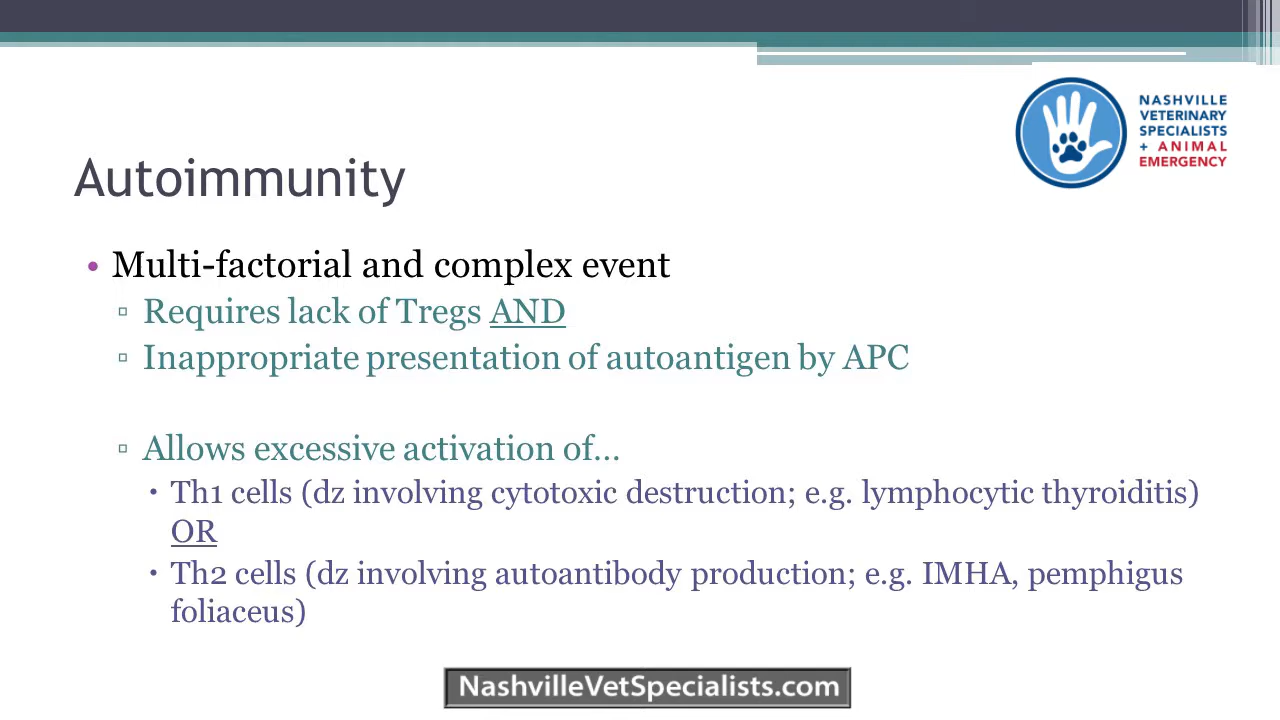 NASHVILLE
VETERINARY
SPECIALISTS
+ ANIMAL
EMERGENCY
Autoimmunity
• Multi-factorial and complex event
▫ Requires lack of Tregs AND
▫ Inappropriate presentation of autoantigen by APC
▫ Allows excessive activation of…
▪ Th1 cells (dz involving cytotoxic destruction; e.g. lymphocytic thyroiditis)
OR
▪ Th2 cells (dz involving autoantibody production; e.g. IMHA, pemphigus
foliaceus)
NashvilleVetSpecialists.com